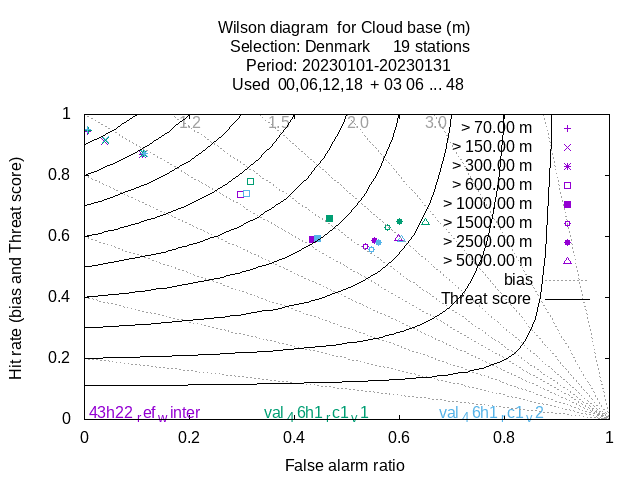 Wilson diagram  for Cloud base (m)
Selection: Denmark     19 stations
Period: 20230101-20230131
Used  00,06,12,18  + 03 06 ... 48
Hit rate (bias and Threat score)
1
0.8
0.6
0.4
0.2
0
1.2 1.5 2.0 3.0
> 70.00 m
> 150.00 m
> 300.00 m
> 600.00 m
> 1000.00 m
> 1500.00 m
> 2500.00 m
> 5000.00 m
bias
Threat score
43h22_ref_winter val_46h1_rc1_v1 val_46h1_rc1_v2
0 0.2 0.4 0.6 0.8 1
False alarm ratio